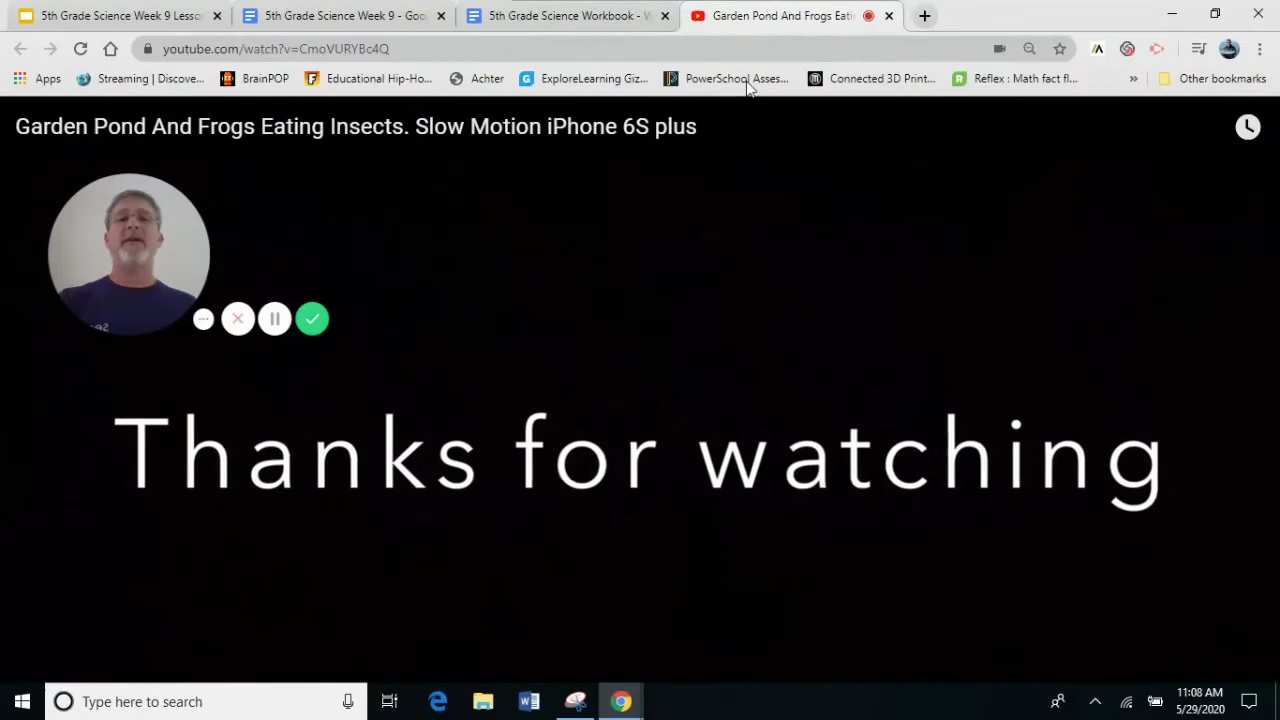 5th Grade Science Week 9 Lesso
5th Grade Science Week 9 - Goo
5th Grade Science Workbook - W
Garden Pond And Frogs Eati
youtube.com/watch?v=CmoVURYBc4Q
Apps
Streaming | Discove...
BrainPOP
Educational Hip-Ho...
Achter
ExploreLearning Giz...
PowerSchool Asses...
Connected 3D Print...
Reflex : Math fact fl...
Other bookmarks
Garden Pond And Frogs Eating Insects. Slow Motion iPhone 6S plus
Thanks for watching
Type here to search
11:08 AM
5/29/2020